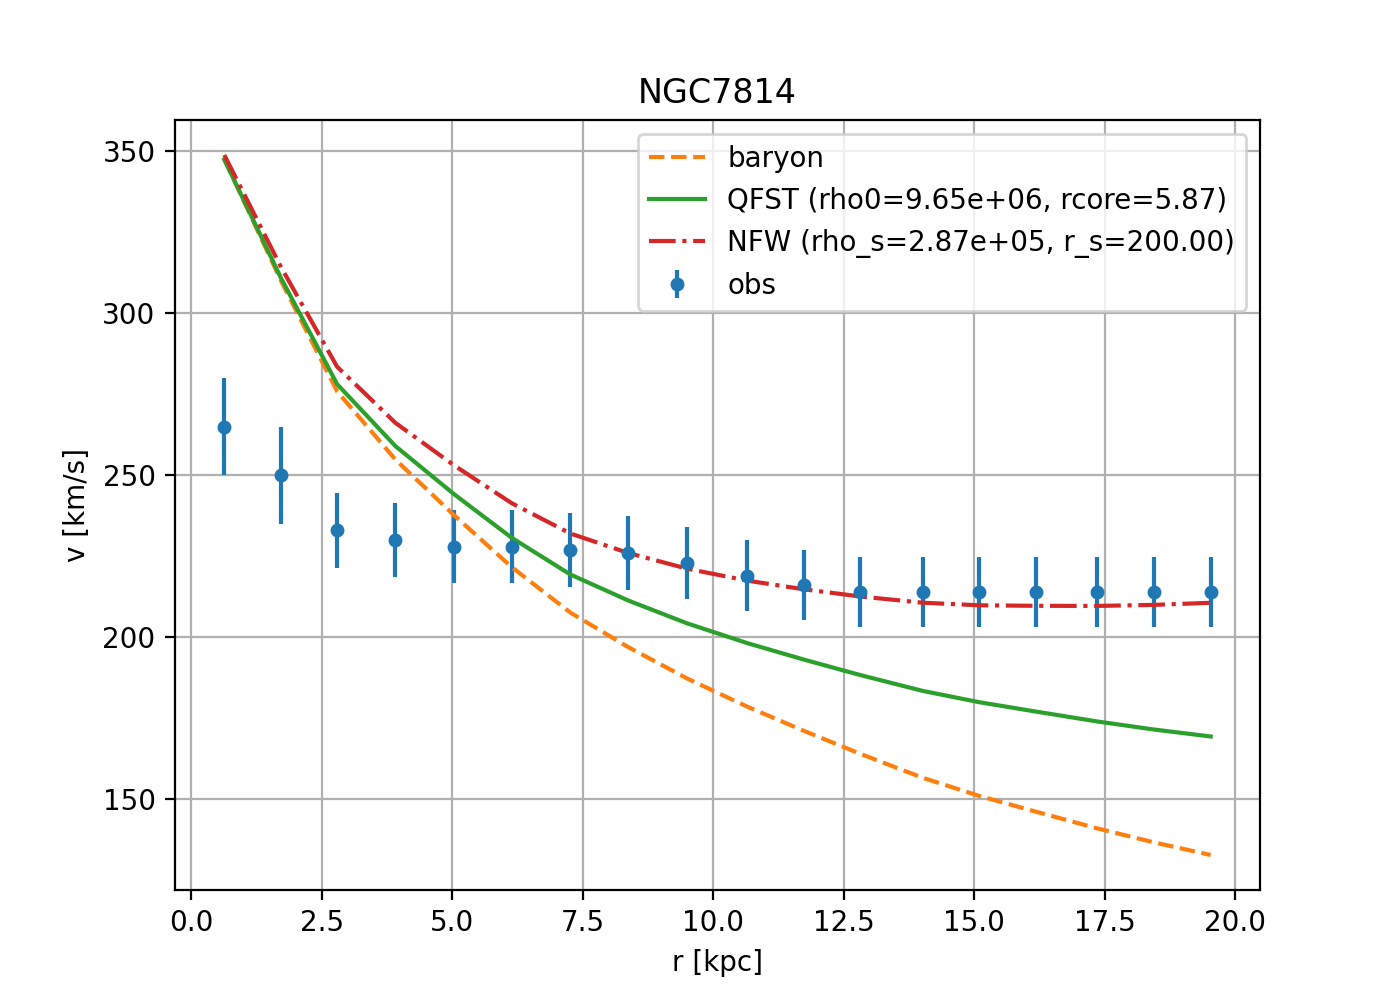 NGC7814
350
300
250
200
150
v [km/s]
baryon
QFST (rho0=9.65e+06, rcore=5.87)
NFW (rho_s=2.87e+05, r_s=200.00)
obs
0.0 2.5 5.0 7.5 10.0 12.5 15.0 17.5 20.0
r [kpc]